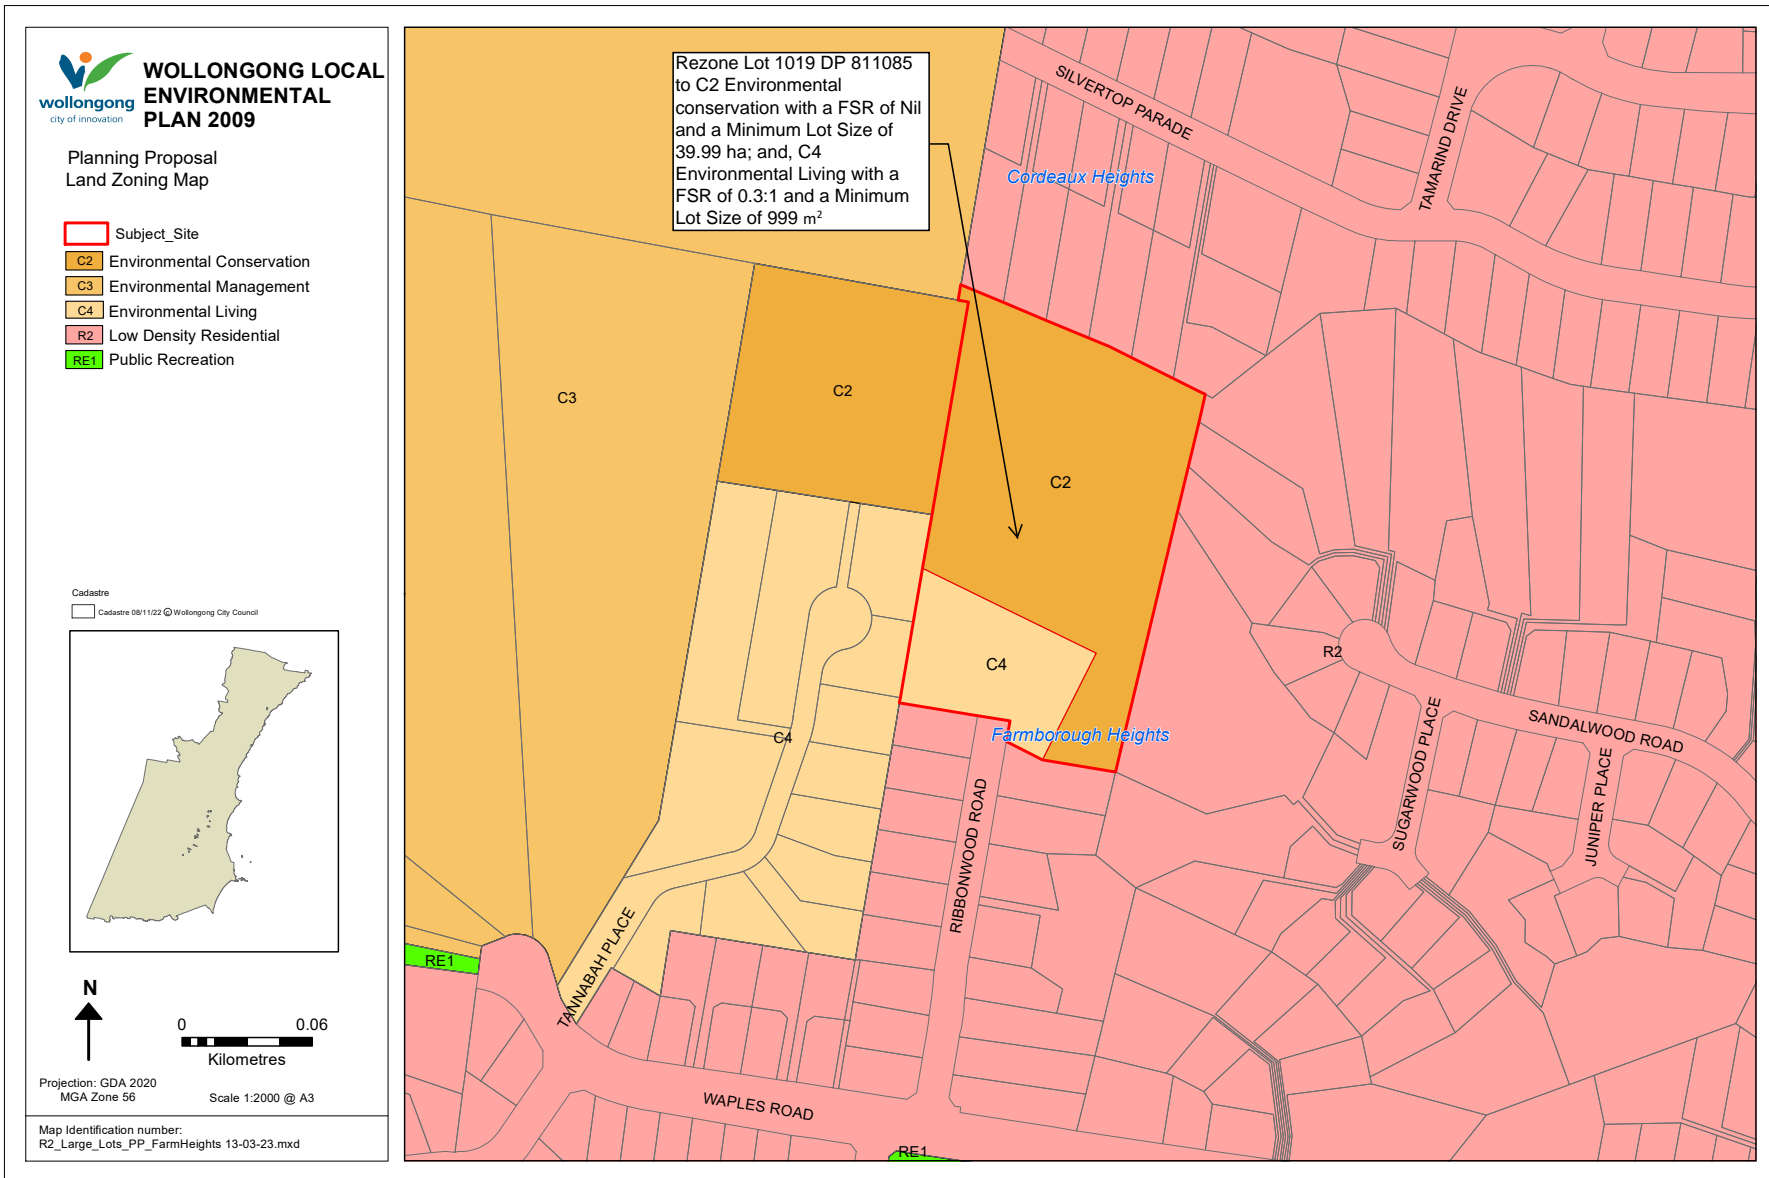 wollongong
city of innovation
WOLLONGONG LOCAL
ENVIRONMENTAL
PLAN 2009
Planning Proposal
Land Zoning Map
Subject_Site
C2 Environmental Conservation
C3 Environmental Management
C4 Environmental Living
R2 Low Density Residential
RE1 Public Recreation
Cadastre
Cadastre 08/11/22 © Wollongong City Council
N
0 0.06
Kilometres
Projection: GDA 2020
MGA Zone 56
Scale 1:2000 @ A3
Map Identification number:
R2_Large_Lots_PP_FarmHeights 13-03-23.mxd
Rezone Lot 1019 DP 811085
to C2 Environmental
conservation with a FSR of Nil
and a Minimum Lot Size of
39.99 ha; and, C4
Environmental Living with a
FSR of 0.3:1 and a Minimum
Lot Size of 999 m²
SILVERTOP PARADE
TAMARIND DRIVE
Cordeaux Heights
C3
C2
C2
C4
R2
C4
Farmborough Heights
SANDALWOOD ROAD
SUGARWOOD PLACE
JUNIPER PLACE
RIBBONWOOD ROAD
TANNABAH PLACE
RE1
WAPLES ROAD
RE1